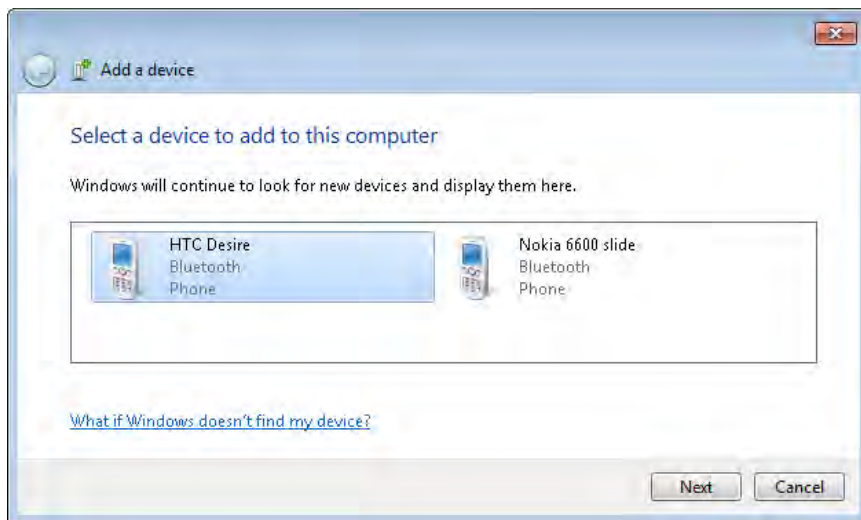 Add a device
Select a device to add to this computer
Windows will continue to look for new devices and display them here.
HTC Desire
Bluetooth
Phone
Nokia 6600 slide
Bluetooth
Phone
What if Windows doesn't find my device?
Next
Cancel